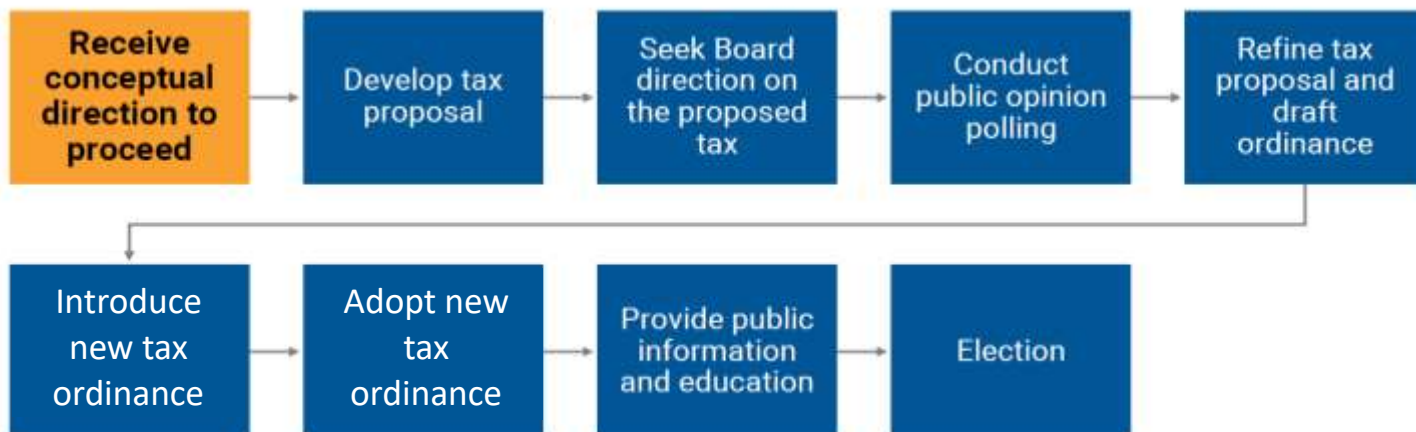 Receive
conceptual
direction to
proceed
Develop tax
proposal
Seek Board
direction on
the proposed
tax
Conduct
public opinion
polling
Refine tax
proposal and
draft
ordinance
Introduce
new tax
ordinance
Adopt new
tax
ordinance
Provide public
information
and education
Election